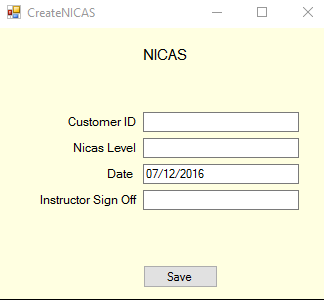 CreateNICAS
NICAS
Customer ID
Nicas Level
Date 07/12/2016
Instructor Sign Off
Save